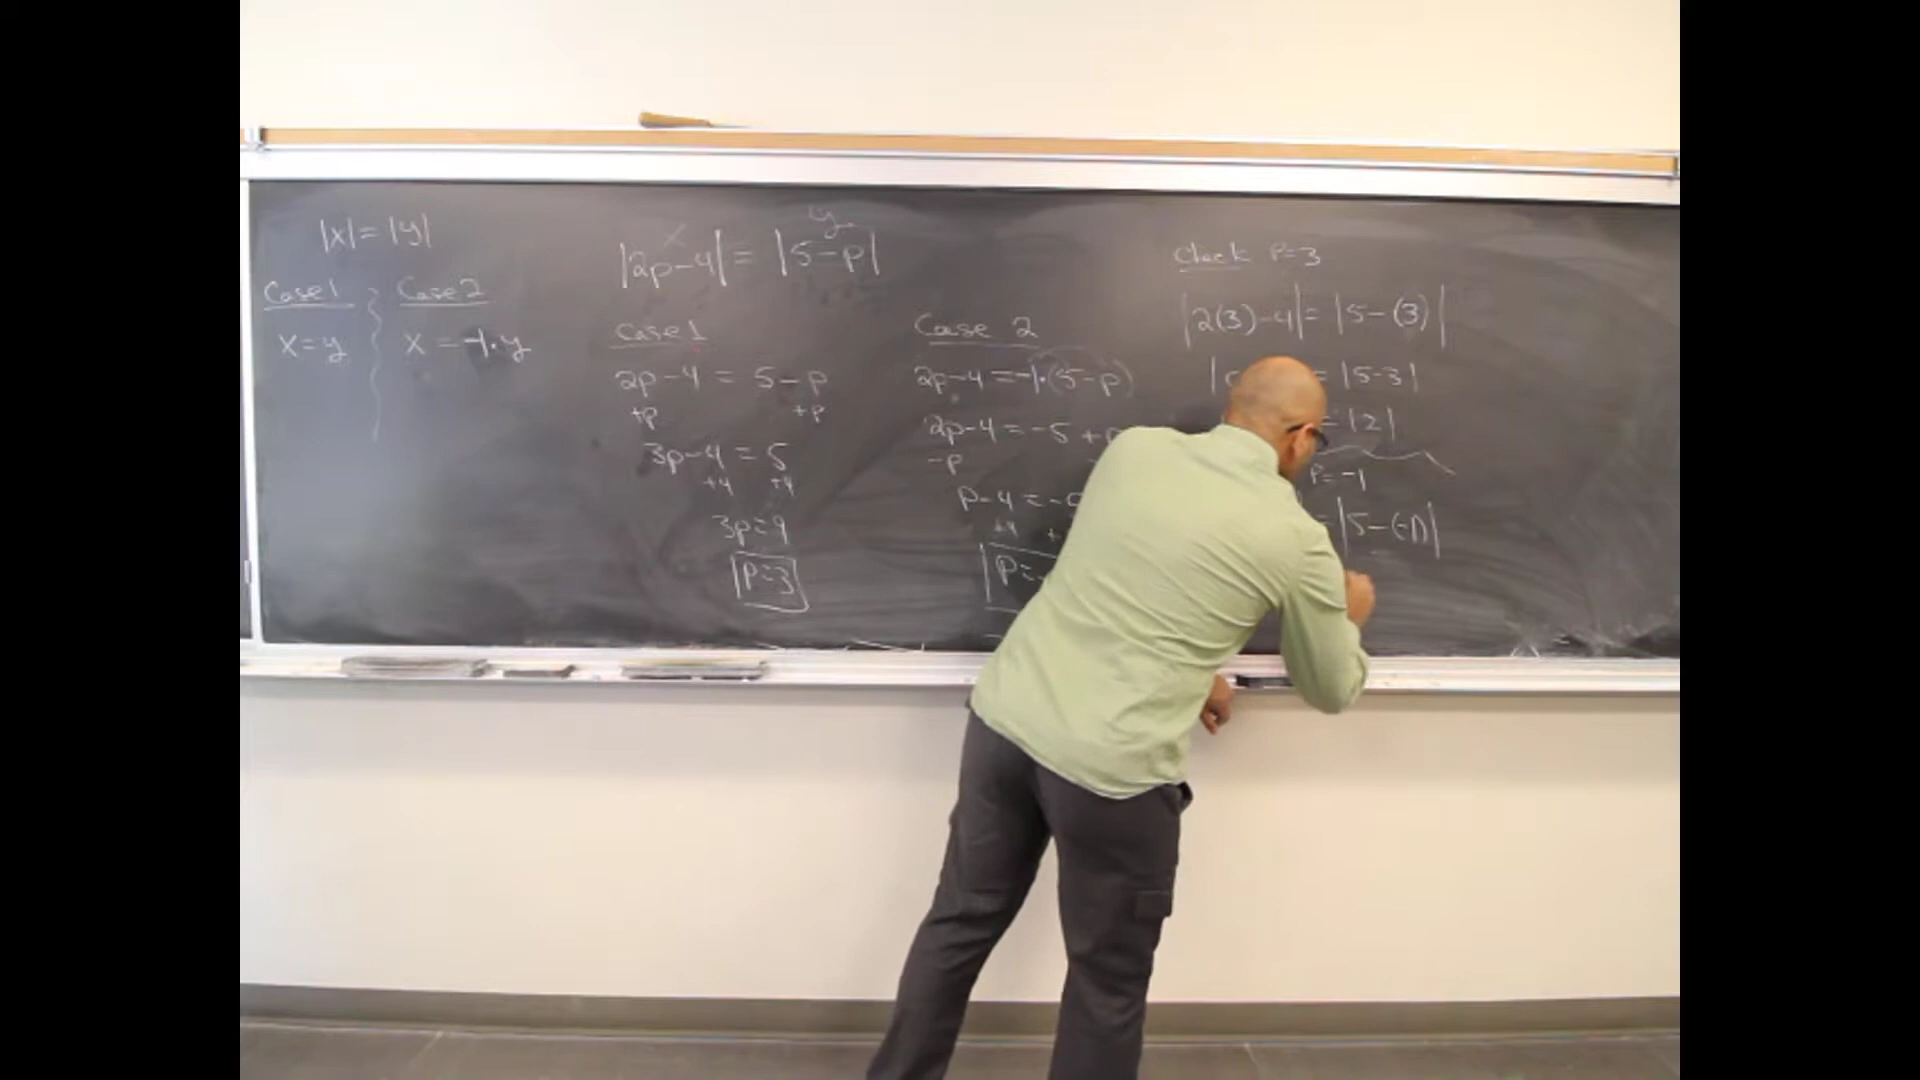 |x|=|y|
Case 1
Case 2
x=y
x=-1·y
x
y
|2p-4|=|5-p|
Case 1
2p-4=5-p
+p +p
3p-4=5
+4 +4
3p=9
P=3
Case 2
2p-4=-1·(5-p)
2p-4=-5+p
-p
P-4=-
+4 +
P=-
Check P=3
|2(3)-4|=|5-(3)|
= |5-3|
= |2|
P=-1
= |5-(-1)|